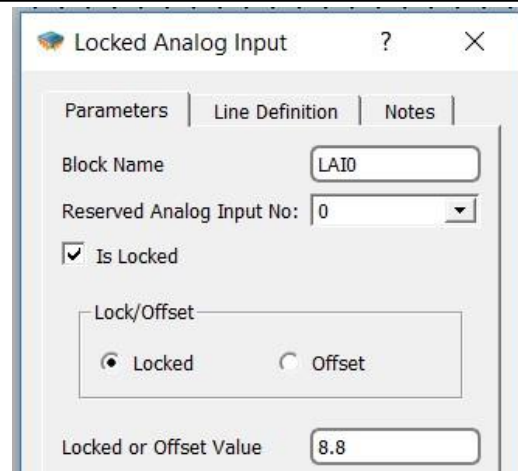 Locked Analog Input ?
Parameters Line Definition Notes
Block Name LAI0
Reserved Analog Input No: 0
Is Locked
Lock/Offset
Locked Offset
Locked or Offset Value 8.8